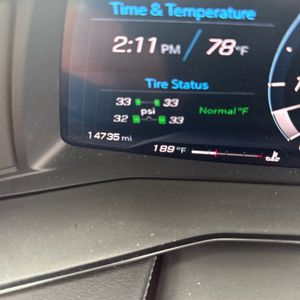 Time & Temperature
2:11 PM / 78°F
Tire Status
33 33
psi Normal °F
32 33
14735 mi
189 °F